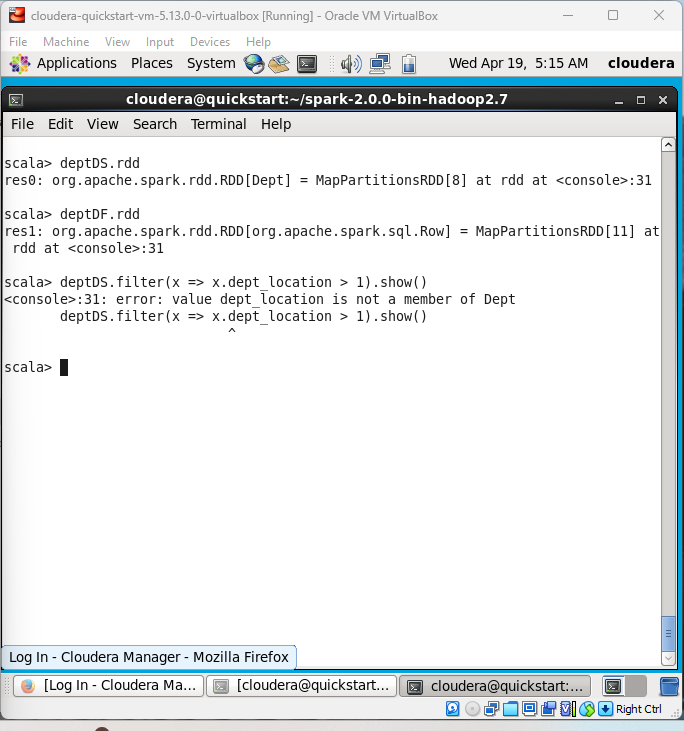 cloudera-quickstart-vm-5.13.0-0-virtualbox [Running] - Oracle VM VirtualBox
File Machine View Input Devices Help
Applications Places System Wed Apr 19, 5:15 AM cloudera
cloudera@quickstart:~/spark-2.0.0-bin-hadoop2.7
File Edit View Search Terminal Help
scala> deptDS.rdd
res0: org.apache.spark.rdd.RDD[Dept] = MapPartitionsRDD[8] at rdd at <console>:31
scala> deptDF.rdd
res1: org.apache.spark.rdd.RDD[org.apache.spark.sql.Row] = MapPartitionsRDD[11] at
 rdd at <console>:31
scala> deptDS.filter(x => x.dept_location > 1).show()
<console>:31: error: value dept_location is not a member of Dept
       deptDS.filter(x => x.dept_location > 1).show()
                            ^
scala>
Log In - Cloudera Manager - Mozilla Firefox
[Log In - Cloudera Ma... [cloudera@quickstart... cloudera@quickstart:...
Right Ctrl